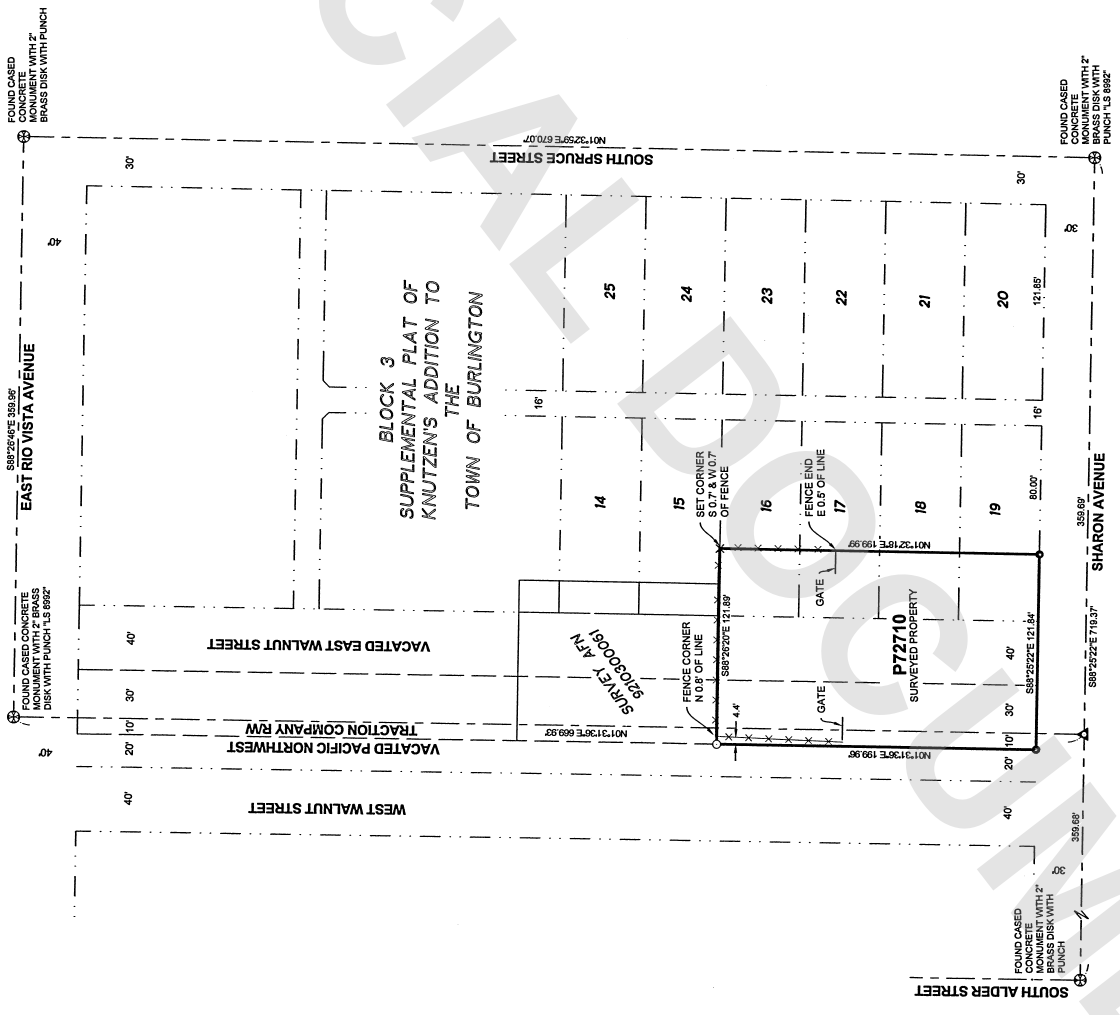 FOUND CASED
CONCRETE
MONUMENT WITH 2"
BRASS DISK WITH PUNCH
S88°26'46"E 359.96'
EAST RIO VISTA AVENUE
FOUND CASED CONCRETE
MONUMENT WITH 2" BRASS
DISK WITH PUNCH "LS 8992"
N01°32'59"E 670.07'
SOUTH SPRUCE STREET
30'
40'
40'
30'
10'
20'
40'
40'
BLOCK 3
SUPPLEMENTAL PLAT OF
KNUTZEN'S ADDITION TO
THE
TOWN OF BURLINGTON
16'
25
24
23
22
21
20
121.85'
30'
30'
14
15
16
17
18
19
80.00'
16'
VACATED EAST WALNUT STREET
TRACTION COMPANY R/W
VACATED PACIFIC NORTHWEST
N01°31'36"E 669.93'
WEST WALNUT STREET
SURVEY AFN
9210300061
SET CORNER
S 0.7' & W 0.7'
OF FENCE
FENCE END
E 0.5' OF LINE
FENCE CORNER
N 0.8' OF LINE
S88°26'20"E 121.89'
N01°32'18"E 199.99'
GATE
GATE
4.4'
P72710
SURVEYED PROPERTY
S88°25'22"E 121.84'
N01°31'36"E 199.96'
40'
30'
10'
20'
40'
30'
359.69'
SHARON AVENUE
S88°25'22"E 719.37'
359.68'
FOUND CASED
CONCRETE
MONUMENT WITH 2"
BRASS DISK WITH
PUNCH "LS 8992"
FOUND CASED
CONCRETE
MONUMENT WITH 2"
BRASS DISK WITH
PUNCH
SOUTH ALDER STREET
CIAL DOCUM